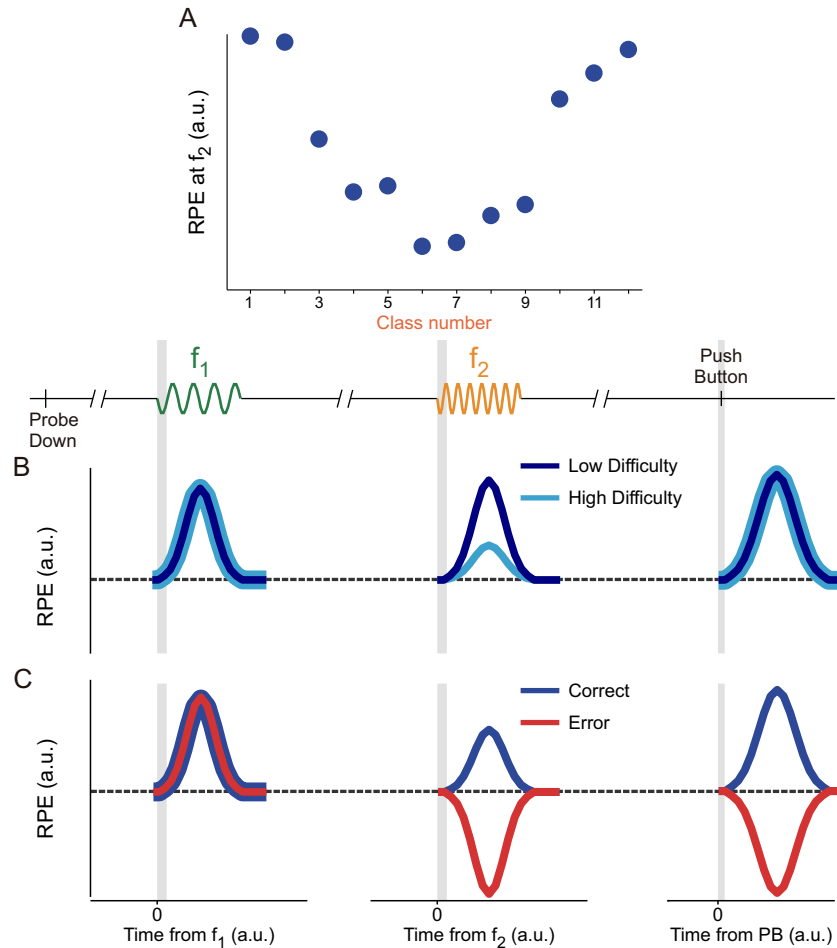 A
RPE at f2 (a.u.)
1 3 5 7 9 11
Class number
f1
f2
Push
Button
Probe
Down
B
Low Difficulty
High Difficulty
RPE (a.u.)
C
Correct
Error
RPE (a.u.)
0 0 0
Time from f1 (a.u.) Time from f2 (a.u.) Time from PB (a.u.)